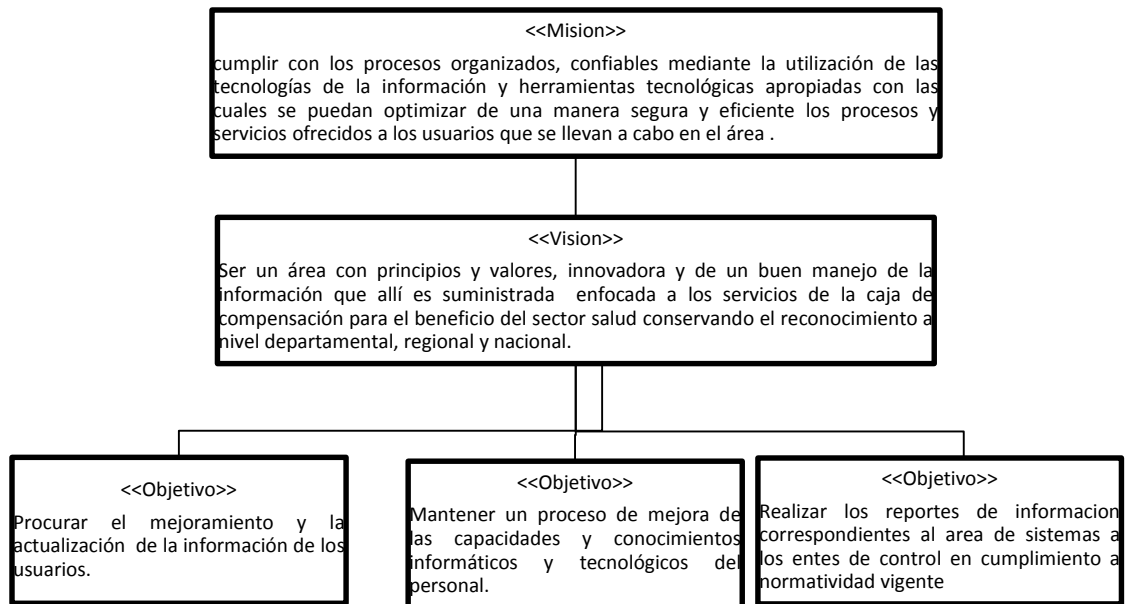 <<Mision>>
cumplir con los procesos organizados, confiables mediante la utilización de las
tecnologías de la información y herramientas tecnológicas apropiadas con las
cuales se puedan optimizar de una manera segura y eficiente los procesos y
servicios ofrecidos a los usuarios que se llevan a cabo en el área .
<<Vision>>
Ser un área con principios y valores, innovadora y de un buen manejo de la
información que allí es suministrada enfocada a los servicios de la caja de
compensación para el beneficio del sector salud conservando el reconocimiento a
nivel departamental, regional y nacional.
<<Objetivo>>
Procurar el mejoramiento y la
actualización de la información de los
usuarios.
<<Objetivo>>
Mantener un proceso de mejora de
las capacidades y conocimientos
informáticos y tecnológicos del
personal.
<<Objetivo>>
Realizar los reportes de informacion
correspondientes al area de sistemas a
los entes de control en cumplimiento a
normatividad vigente